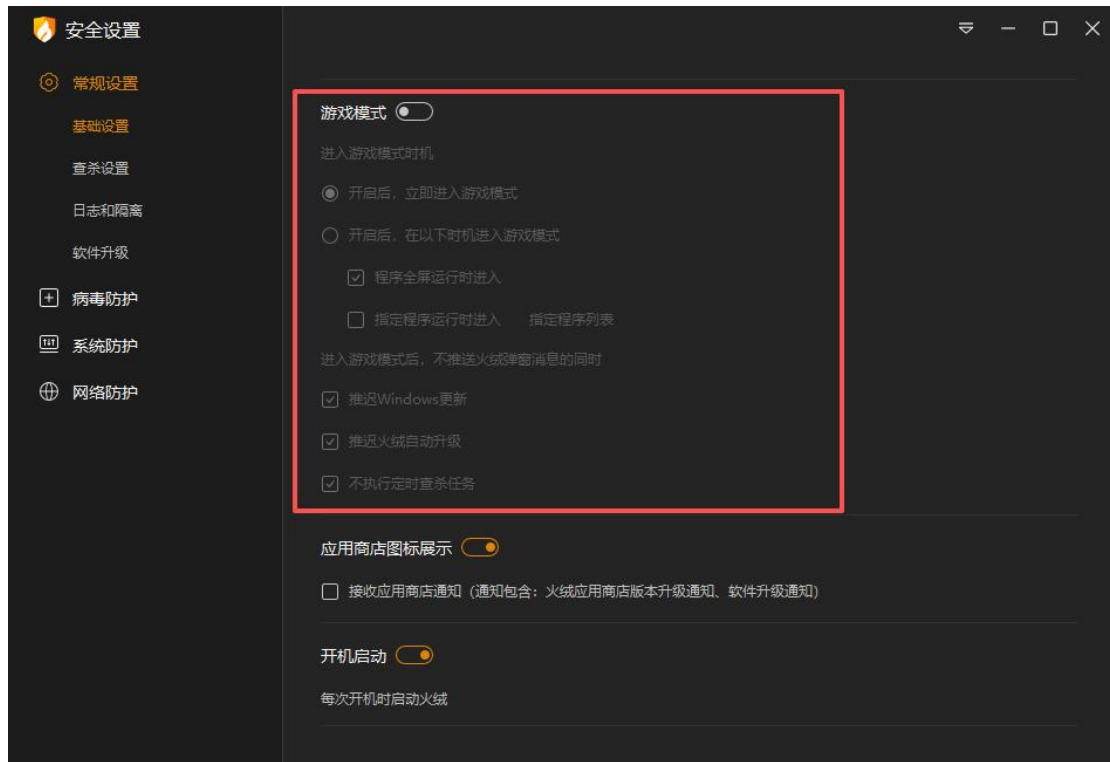 安全设置
常规设置
基础设置
查杀设置
日志和隔离
软件升级
病毒防护
系统防护
网络防护
游戏模式
进入游戏模式时机
开启后，立即进入游戏模式
开启后，在以下时机进入游戏模式
程序全屏运行时进入
指定程序运行时进入 指定程序列表
进入游戏模式后，不推送火绒弹窗消息的同时
推迟Windows更新
推迟火绒自动升级
不执行定时查杀任务
应用商店图标展示
接收应用商店通知（通知包含：火绒应用商店版本升级通知、软件升级通知）
开机启动
每次开机时启动火绒